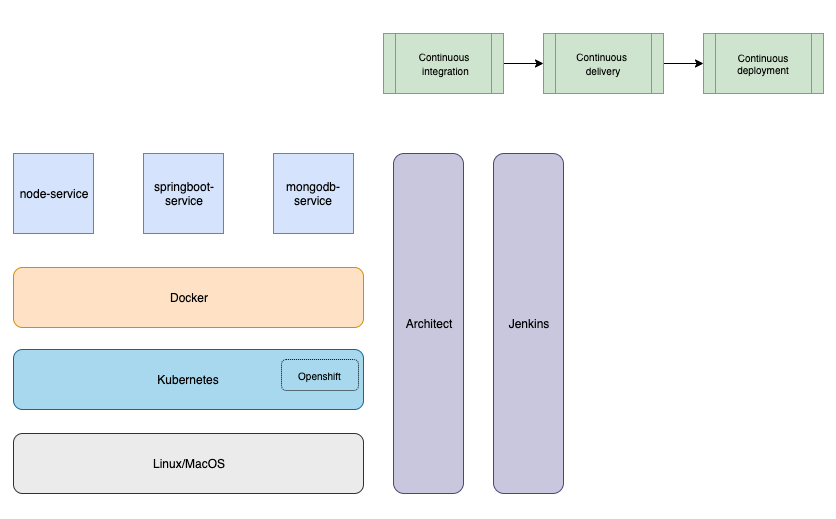 Continuous
integration
Continuous
delivery
Continuous
deployment
node-service
springboot-
service
mongodb-
service
Docker
Architect
Jenkins
Kubernetes
Openshift
Linux/MacOS